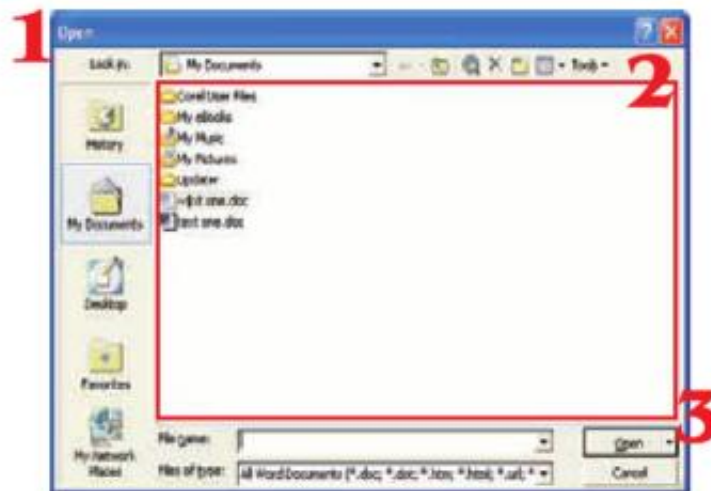 1
Open
Look in:
My Documents
Tools
2
History
My Documents
Desktop
Favorites
My Network
Places
Corel User Files
My eBooks
My Music
My Pictures
Updater
test one.doc
3
File name:
Open
Files of type:
All Word Documents (*.doc; *.dot; *.htm; *.html; *.url; *
Cancel